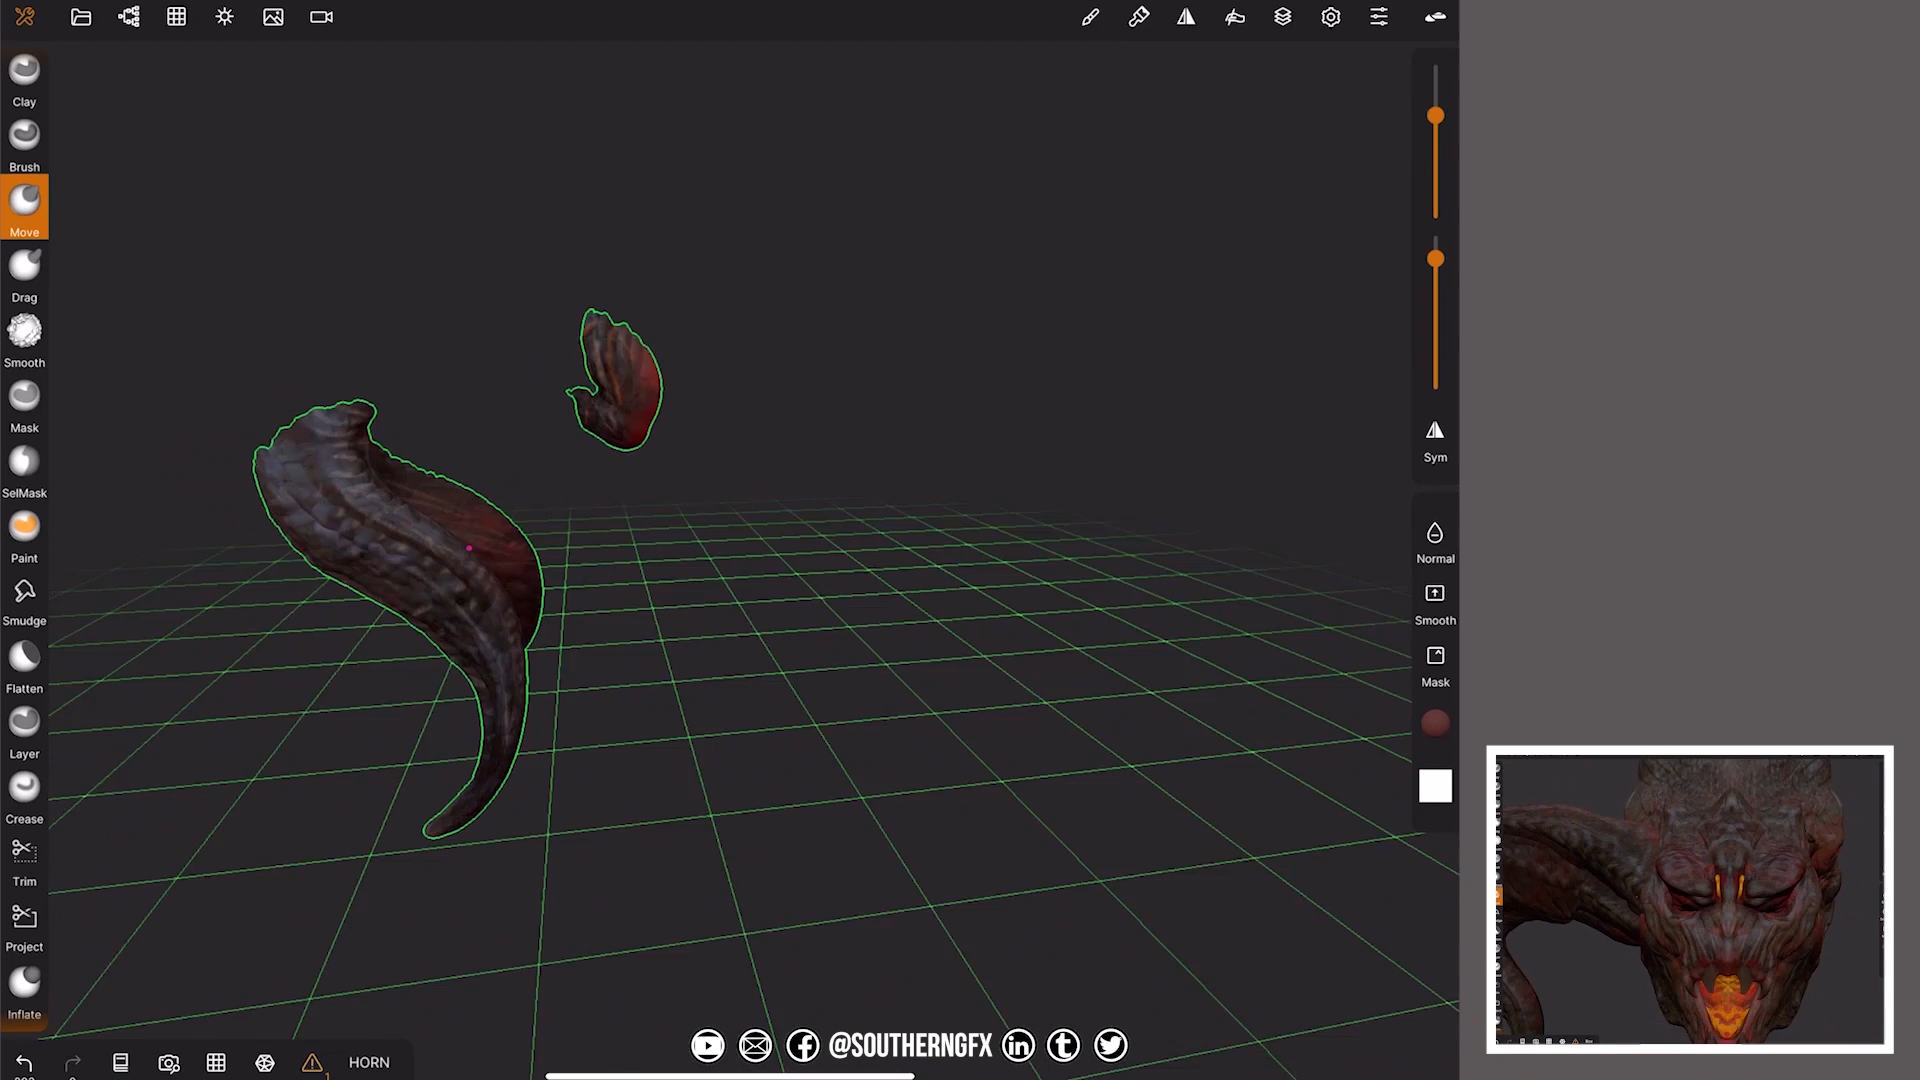 Clay
Brush
Move
Drag
Smooth
Mask
SelMask
Paint
Smudge
Flatten
Layer
Crease
Trim
Project
Inflate
Sym
Normal
Smooth
Mask
HORN
1
@SOUTHERNGFX